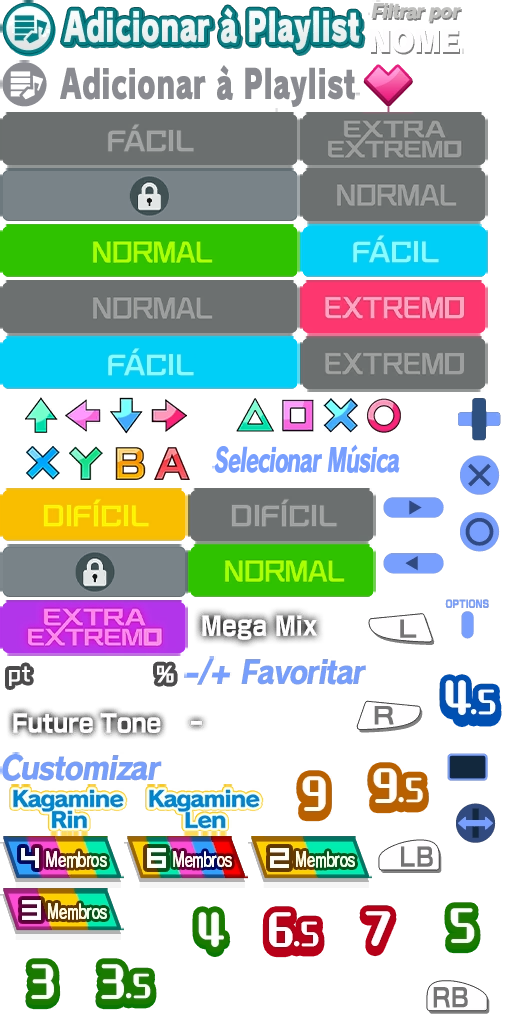 Adicionar à Playlist
Filtrar por
NOME
Adicionar à Playlist
FÁCIL
EXTRA
EXTREMO
NORMAL
NORMAL
FÁCIL
NORMAL
EXTREMO
FÁCIL
EXTREMO
X Y B A
Selecionar Música
DIFÍCIL
DIFÍCIL
NORMAL
OPTIONS
EXTRA
EXTREMO
Mega Mix
L
pt
%
-/+ Favoritar
4.5
Future Tone
-
R
Customizar
Kagamine
Rin
Kagamine
Len
9
9.5
4 Membros
6 Membros
2 Membros
LB
3 Membros
4
6.5
7
5
3
3.5
RB